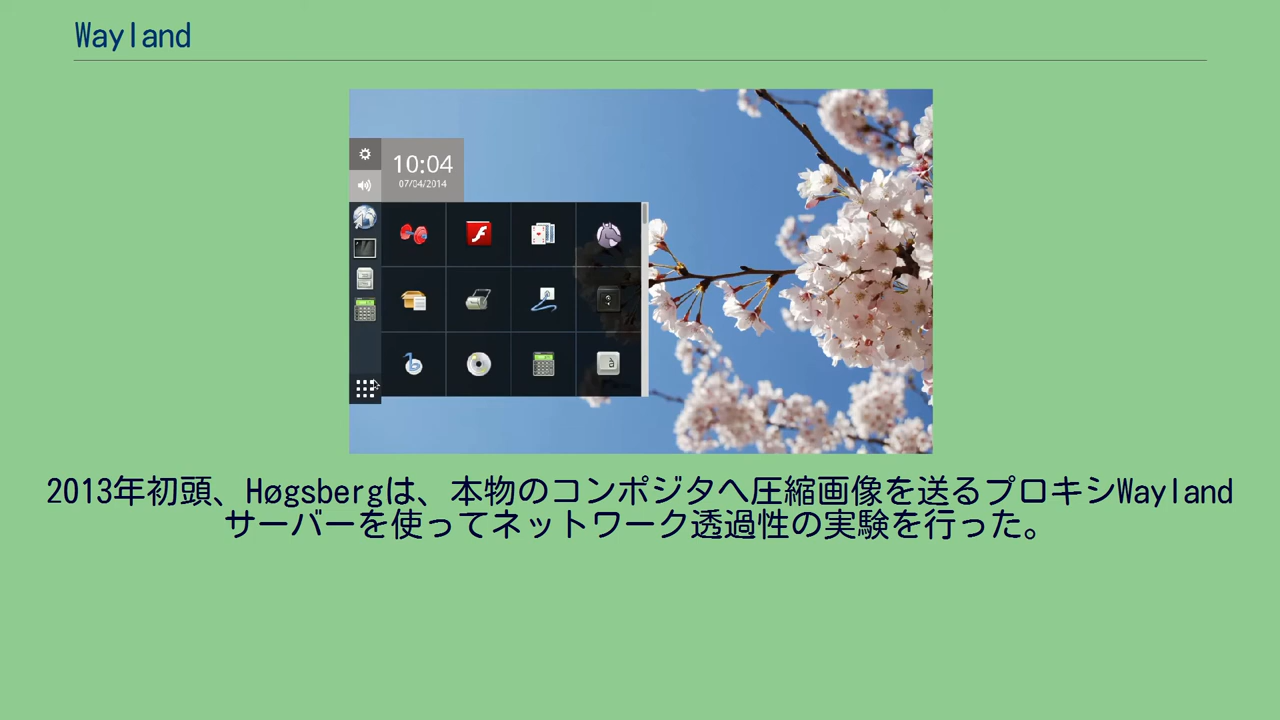 Wayland
10:04
07/04/2014
2013年初頭、Høgsbergは、本物のコンポジタへ圧縮画像を送るプロキシWayland
サーバーを使ってネットワーク透過性の実験を行った。